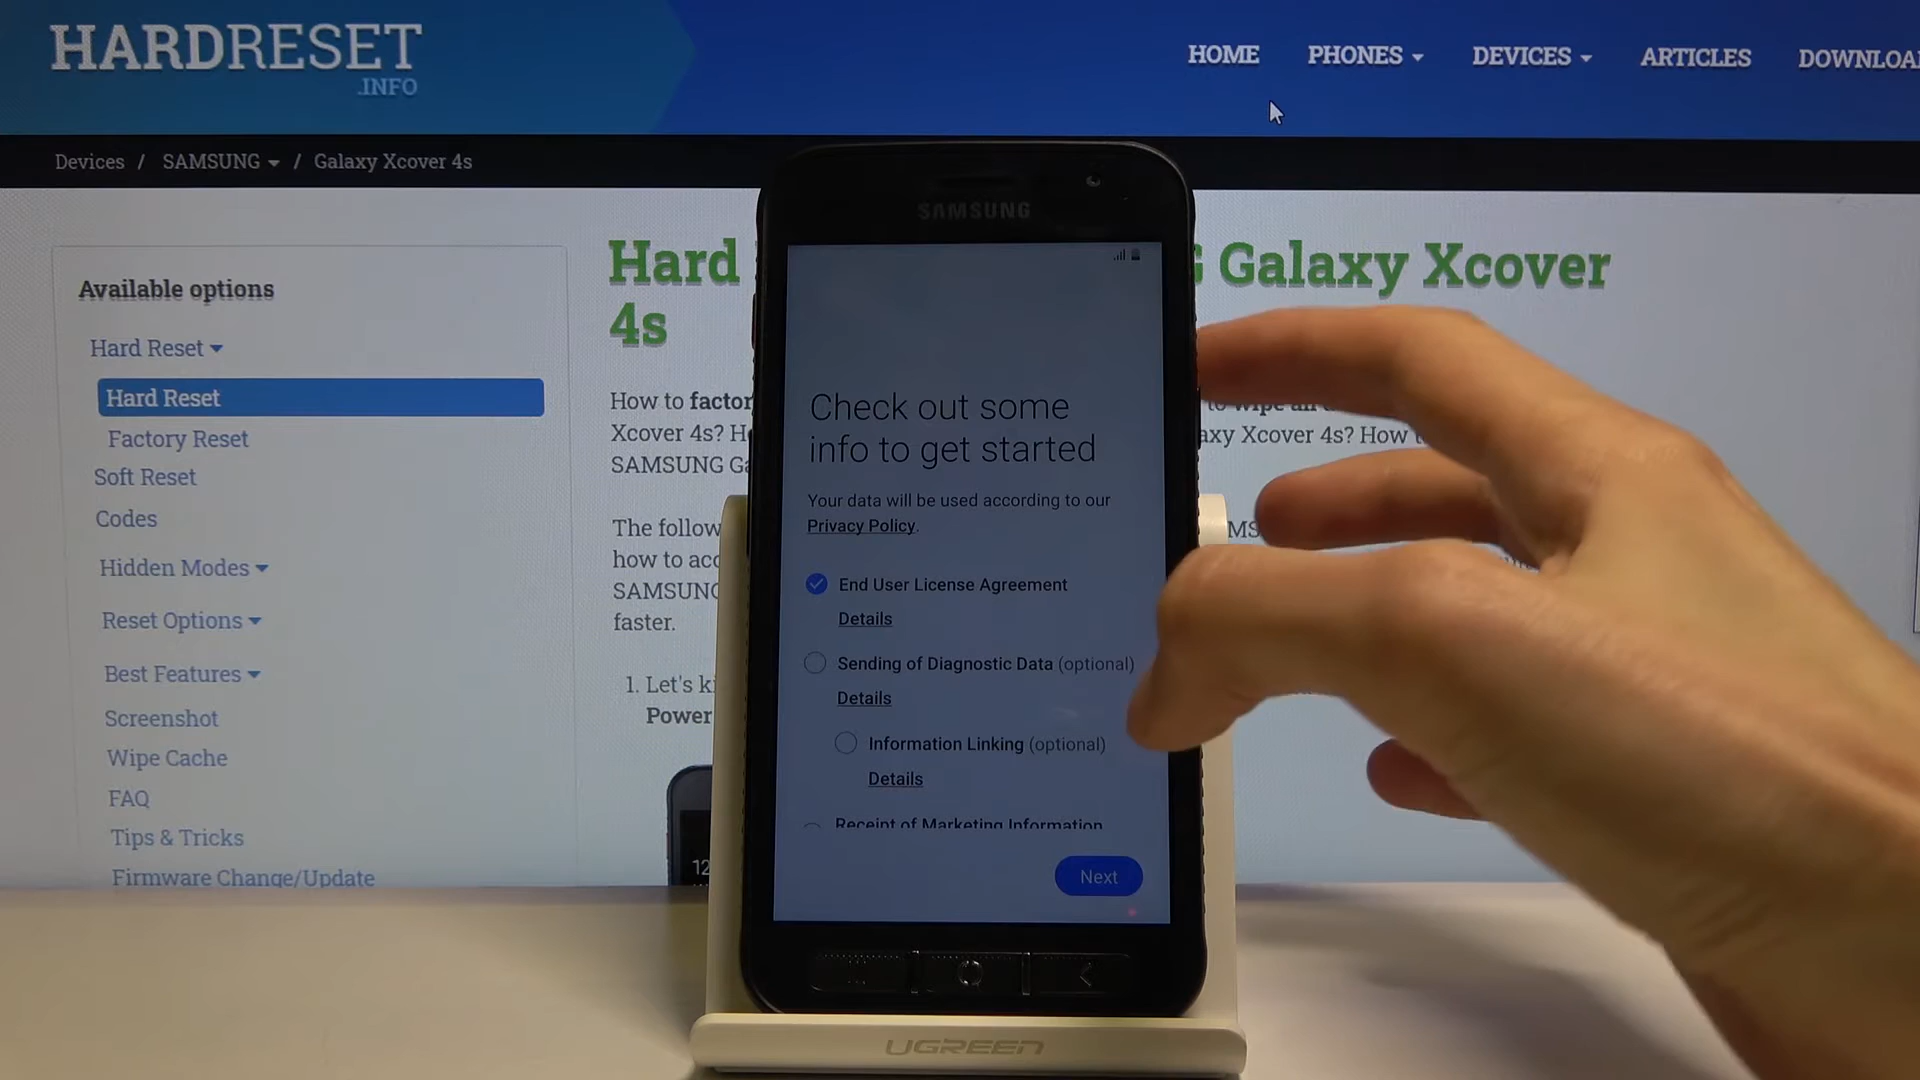 HARDRESET
.INFO
HOME PHONES DEVICES ARTICLES
Devices / SAMSUNG / Galaxy Xcover 4s
Available options
Hard Reset
Hard Reset
Factory Reset
Soft Reset
Codes
Hidden Modes
Reset Options
Best Features
Screenshot
Wipe Cache
FAQ
Tips & Tricks
Firmware Change/Update
Hard Galaxy Xcover
4s
How to
Xcover 4s? axy Xcover 4s? How
SAMSUNG
The follow
how to
SAMSUNG
faster.
1. Let's
Power
12
SAMSUNG
Check out some
info to get started
Your data will be used according to our
Privacy Policy.
End User License Agreement
Details
Sending of Diagnostic Data (optional)
Details
Information Linking (optional)
Details
Receipt of Marketing Information
Next
UGREEN